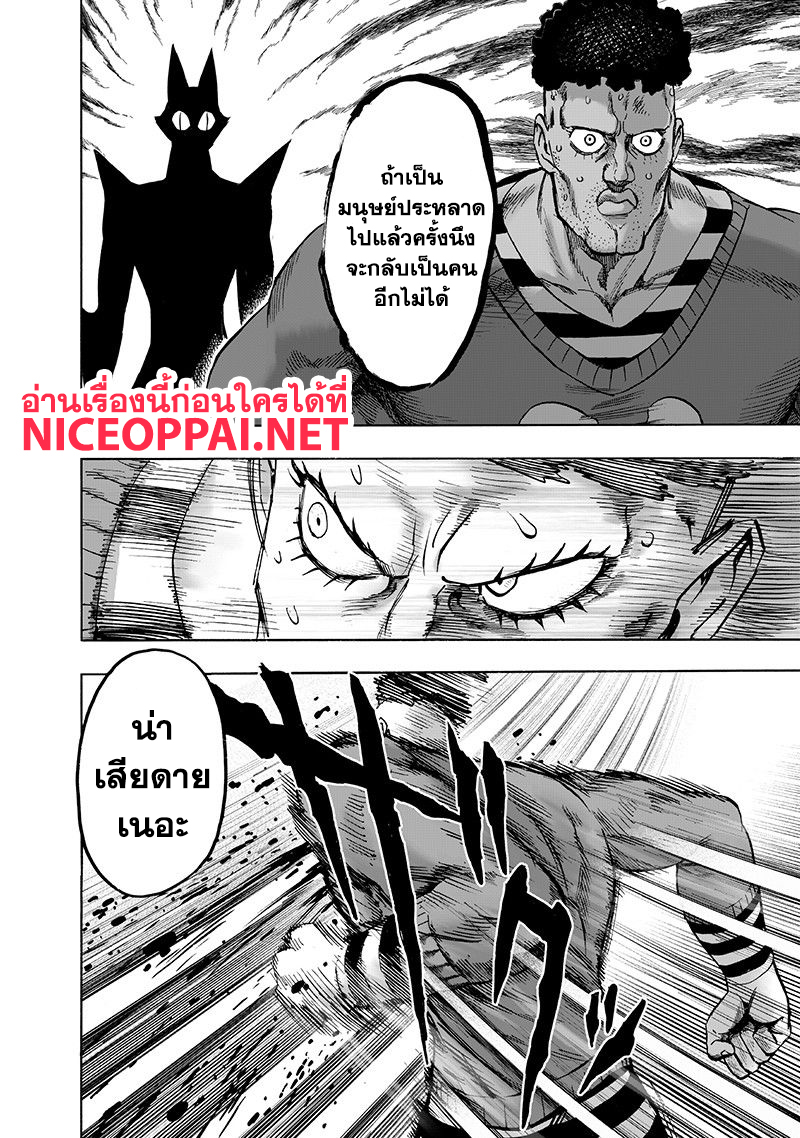 ถ้าเป็น
มนุษย์ประหลาด
ไปแล้วครั้งนึง
จะกลับเป็นคน
อีกไม่ได้
อ่านเรื่องนี้ก่อนใครได้ที่
NICEOPPAI.NET
น่า
เสียดาย
เนอะ